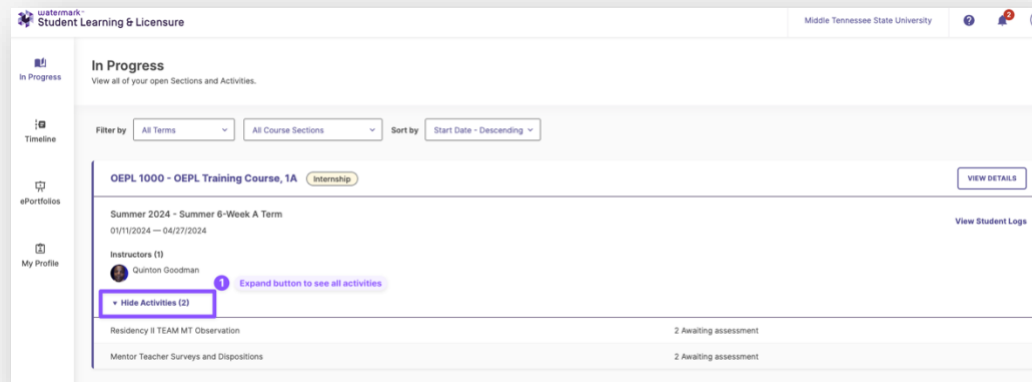 watermark™
Student Learning & Licensure
Middle Tennessee State University
?
2
In Progress
Timeline
ePortfolios
My Profile
In Progress
View all of your open Sections and Activities.
Filter by All Terms All Course Sections Sort by Start Date - Descending
OEPL 1000 - OEPL Training Course, 1A Internship VIEW DETAILS
Summer 2024 - Summer 6-Week A Term
View Student Logs
01/11/2024 — 04/27/2024
Instructors (1)
Quinton Goodman
1 Expand button to see all activities
Hide Activities (2)
Residency II TEAM MT Observation 2 Awaiting assessment
Mentor Teacher Surveys and Dispositions 2 Awaiting assessment